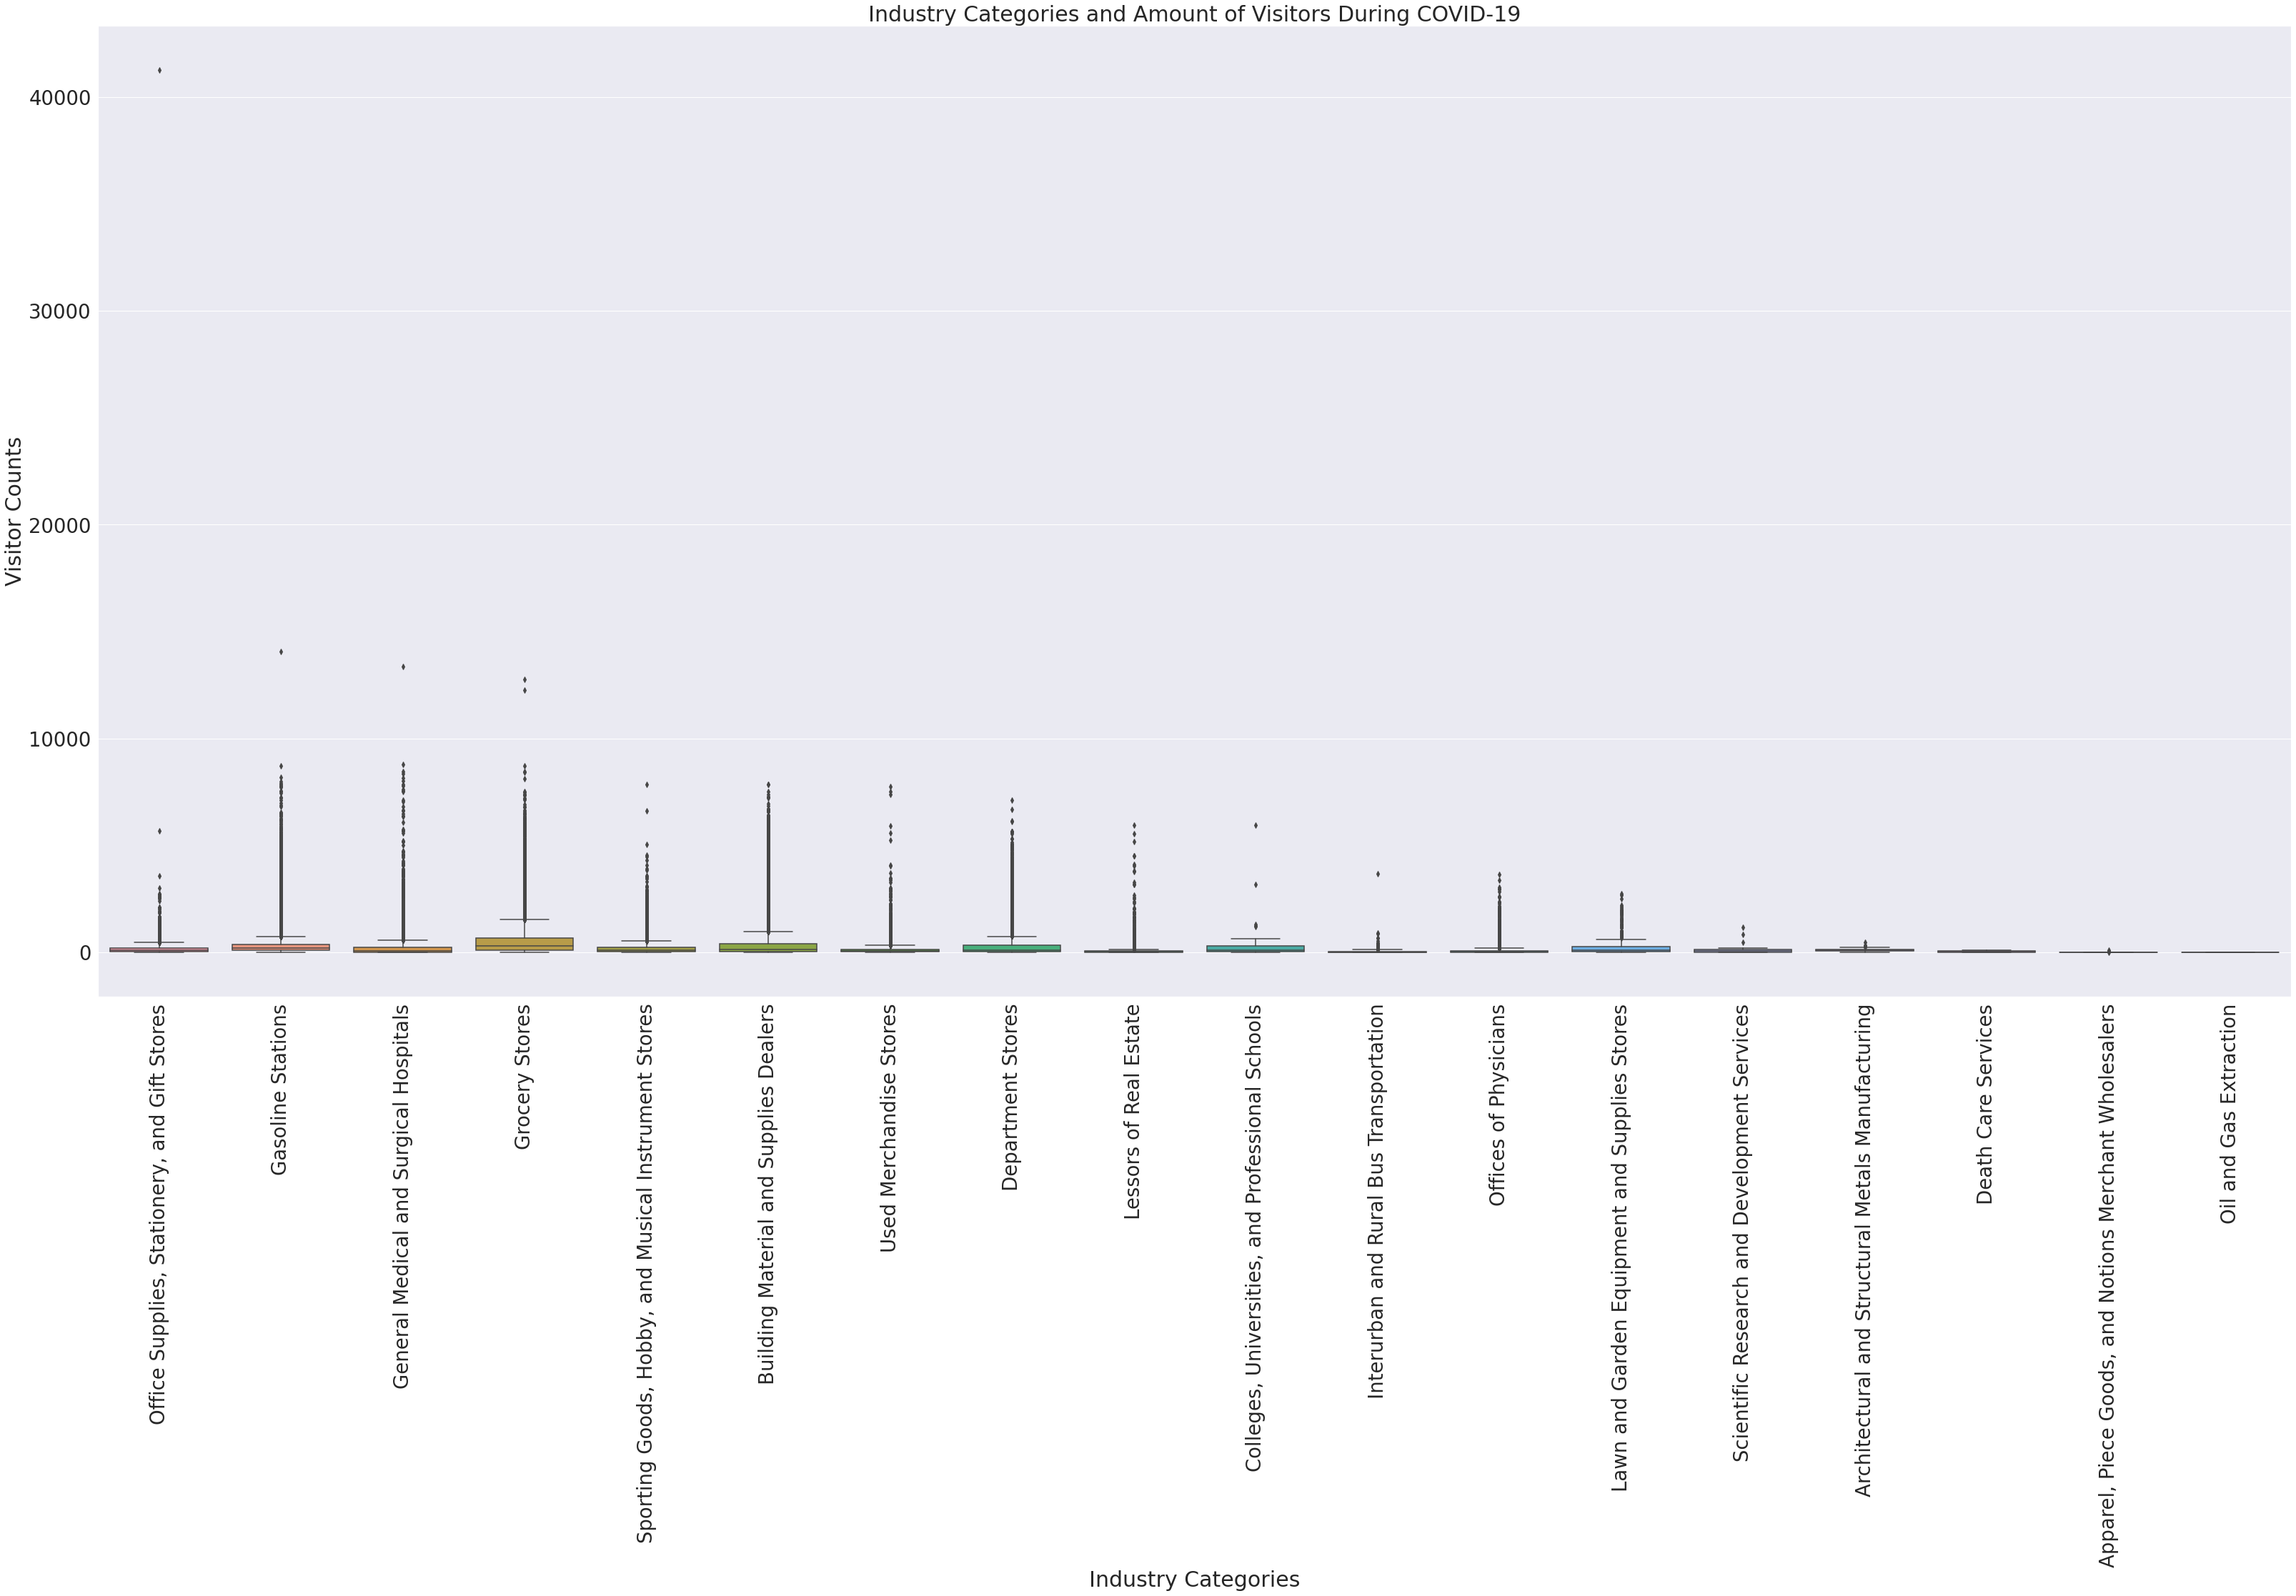 Industry Categories and Amount of Visitors During COVID-19
Visitor Counts
40000
30000
20000
10000
0
Office Supplies, Stationery, and Gift Stores
Gasoline Stations
General Medical and Surgical Hospitals
Grocery Stores
Sporting Goods, Hobby, and Musical Instrument Stores
Building Material and Supplies Dealers
Used Merchandise Stores
Department Stores
Lessors of Real Estate
Colleges, Universities, and Professional Schools
Interurban and Rural Bus Transportation
Offices of Physicians
Lawn and Garden Equipment and Supplies Stores
Scientific Research and Development Services
Architectural and Structural Metals Manufacturing
Death Care Services
Apparel, Piece Goods, and Notions Merchant Wholesalers
Oil and Gas Extraction
Industry Categories